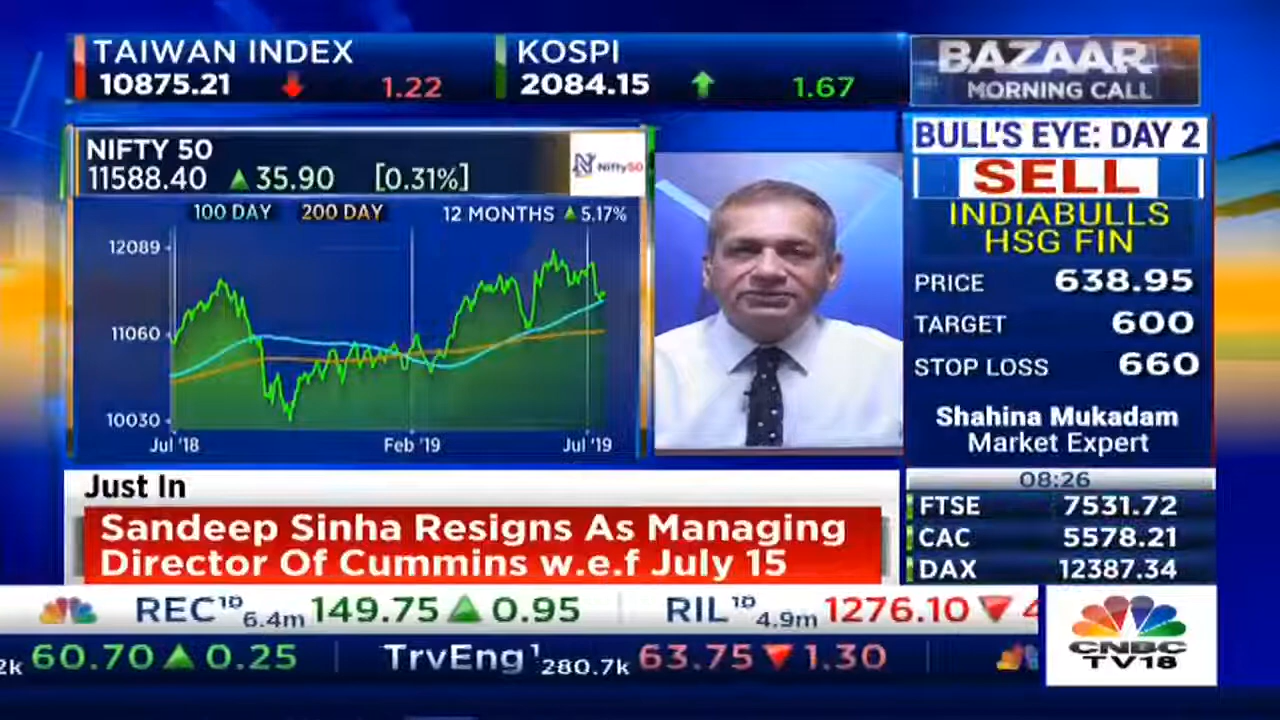 TAIWAN INDEX
10875.21 1.22
KOSPI
2084.15 1.67
BAZAAR
MORNING CALL
NIFTY 50
11588.40 35.90 [0.31%]
Nifty50
100 DAY 200 DAY 12 MONTHS 5.17%
12089
11060
10030
Jul '18 Feb '19 Jul '19
BULL'S EYE: DAY 2
SELL
INDIABULLS
HSG FIN
PRICE 638.95
TARGET 600
STOP LOSS 660
Shahina Mukadam
Market Expert
08:26
FTSE 7531.72
CAC 5578.21
DAX 12387.34
Just In
Sandeep Sinha Resigns As Managing
Director Of Cummins w.e.f July 15
REC 1D 6.4m 149.75 0.95 RIL 1D 4.9m 1276.10
2k 60.70 0.25 TrvEng 1 280.7k 63.75 1.30
CNBC
TV18